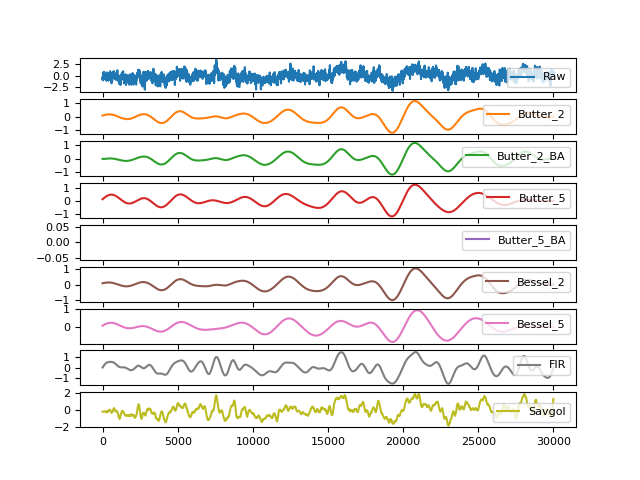 2.5
0.0
−2.5
Raw
1
0
−1
Butter_2
1
0
−1
Butter_2_BA
1
0
−1
Butter_5
0.05
0.00
−0.05
Butter_5_BA
1
0
−1
Bessel_2
1
0
Bessel_5
1
0
−1
FIR
2
0
−2
Savgol
0 5000 10000 15000 20000 25000 30000